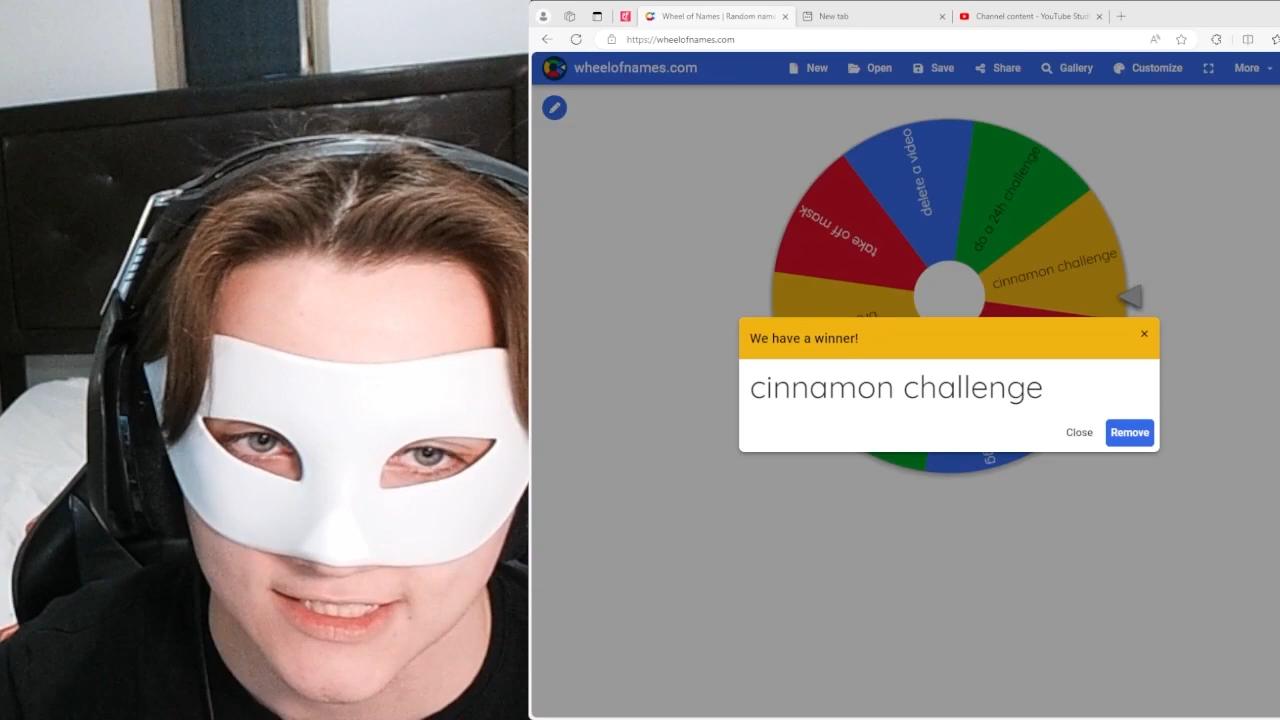 Wheel of Names | Random name
New tab
Channel content - YouTube Stud
https://wheelofnames.com
wheelofnames.com
New
Open
Save
Share
Gallery
Customize
More
delete a video
do a 24h challenge
take off mask
cinnamon challenge
We have a winner!
cinnamon challenge
Close
Remove